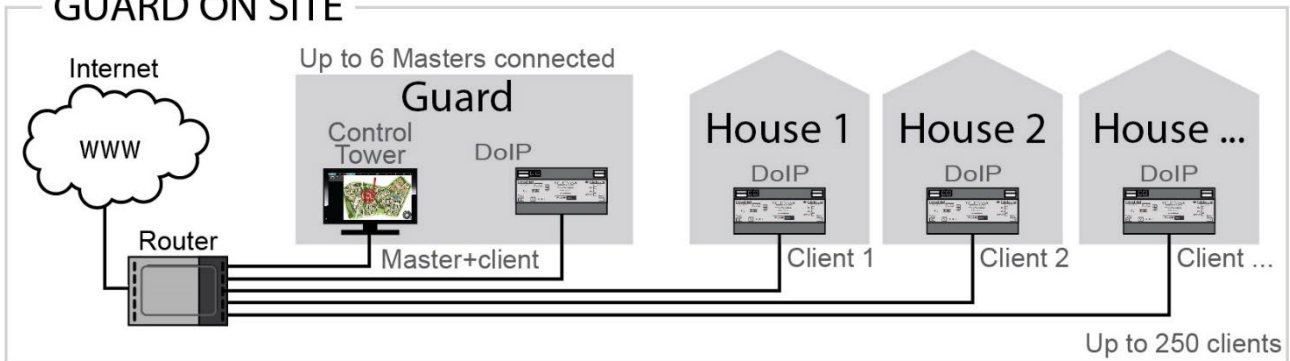 GUARD ON SITE
Up to 6 Masters connected
Internet
Guard
WWW
Control
Tower
DoIP
House 1
House 2
House ...
DoIP
DoIP
DoIP
Router
Master+client
Client 1
Client 2
Client ...
Up to 250 clients